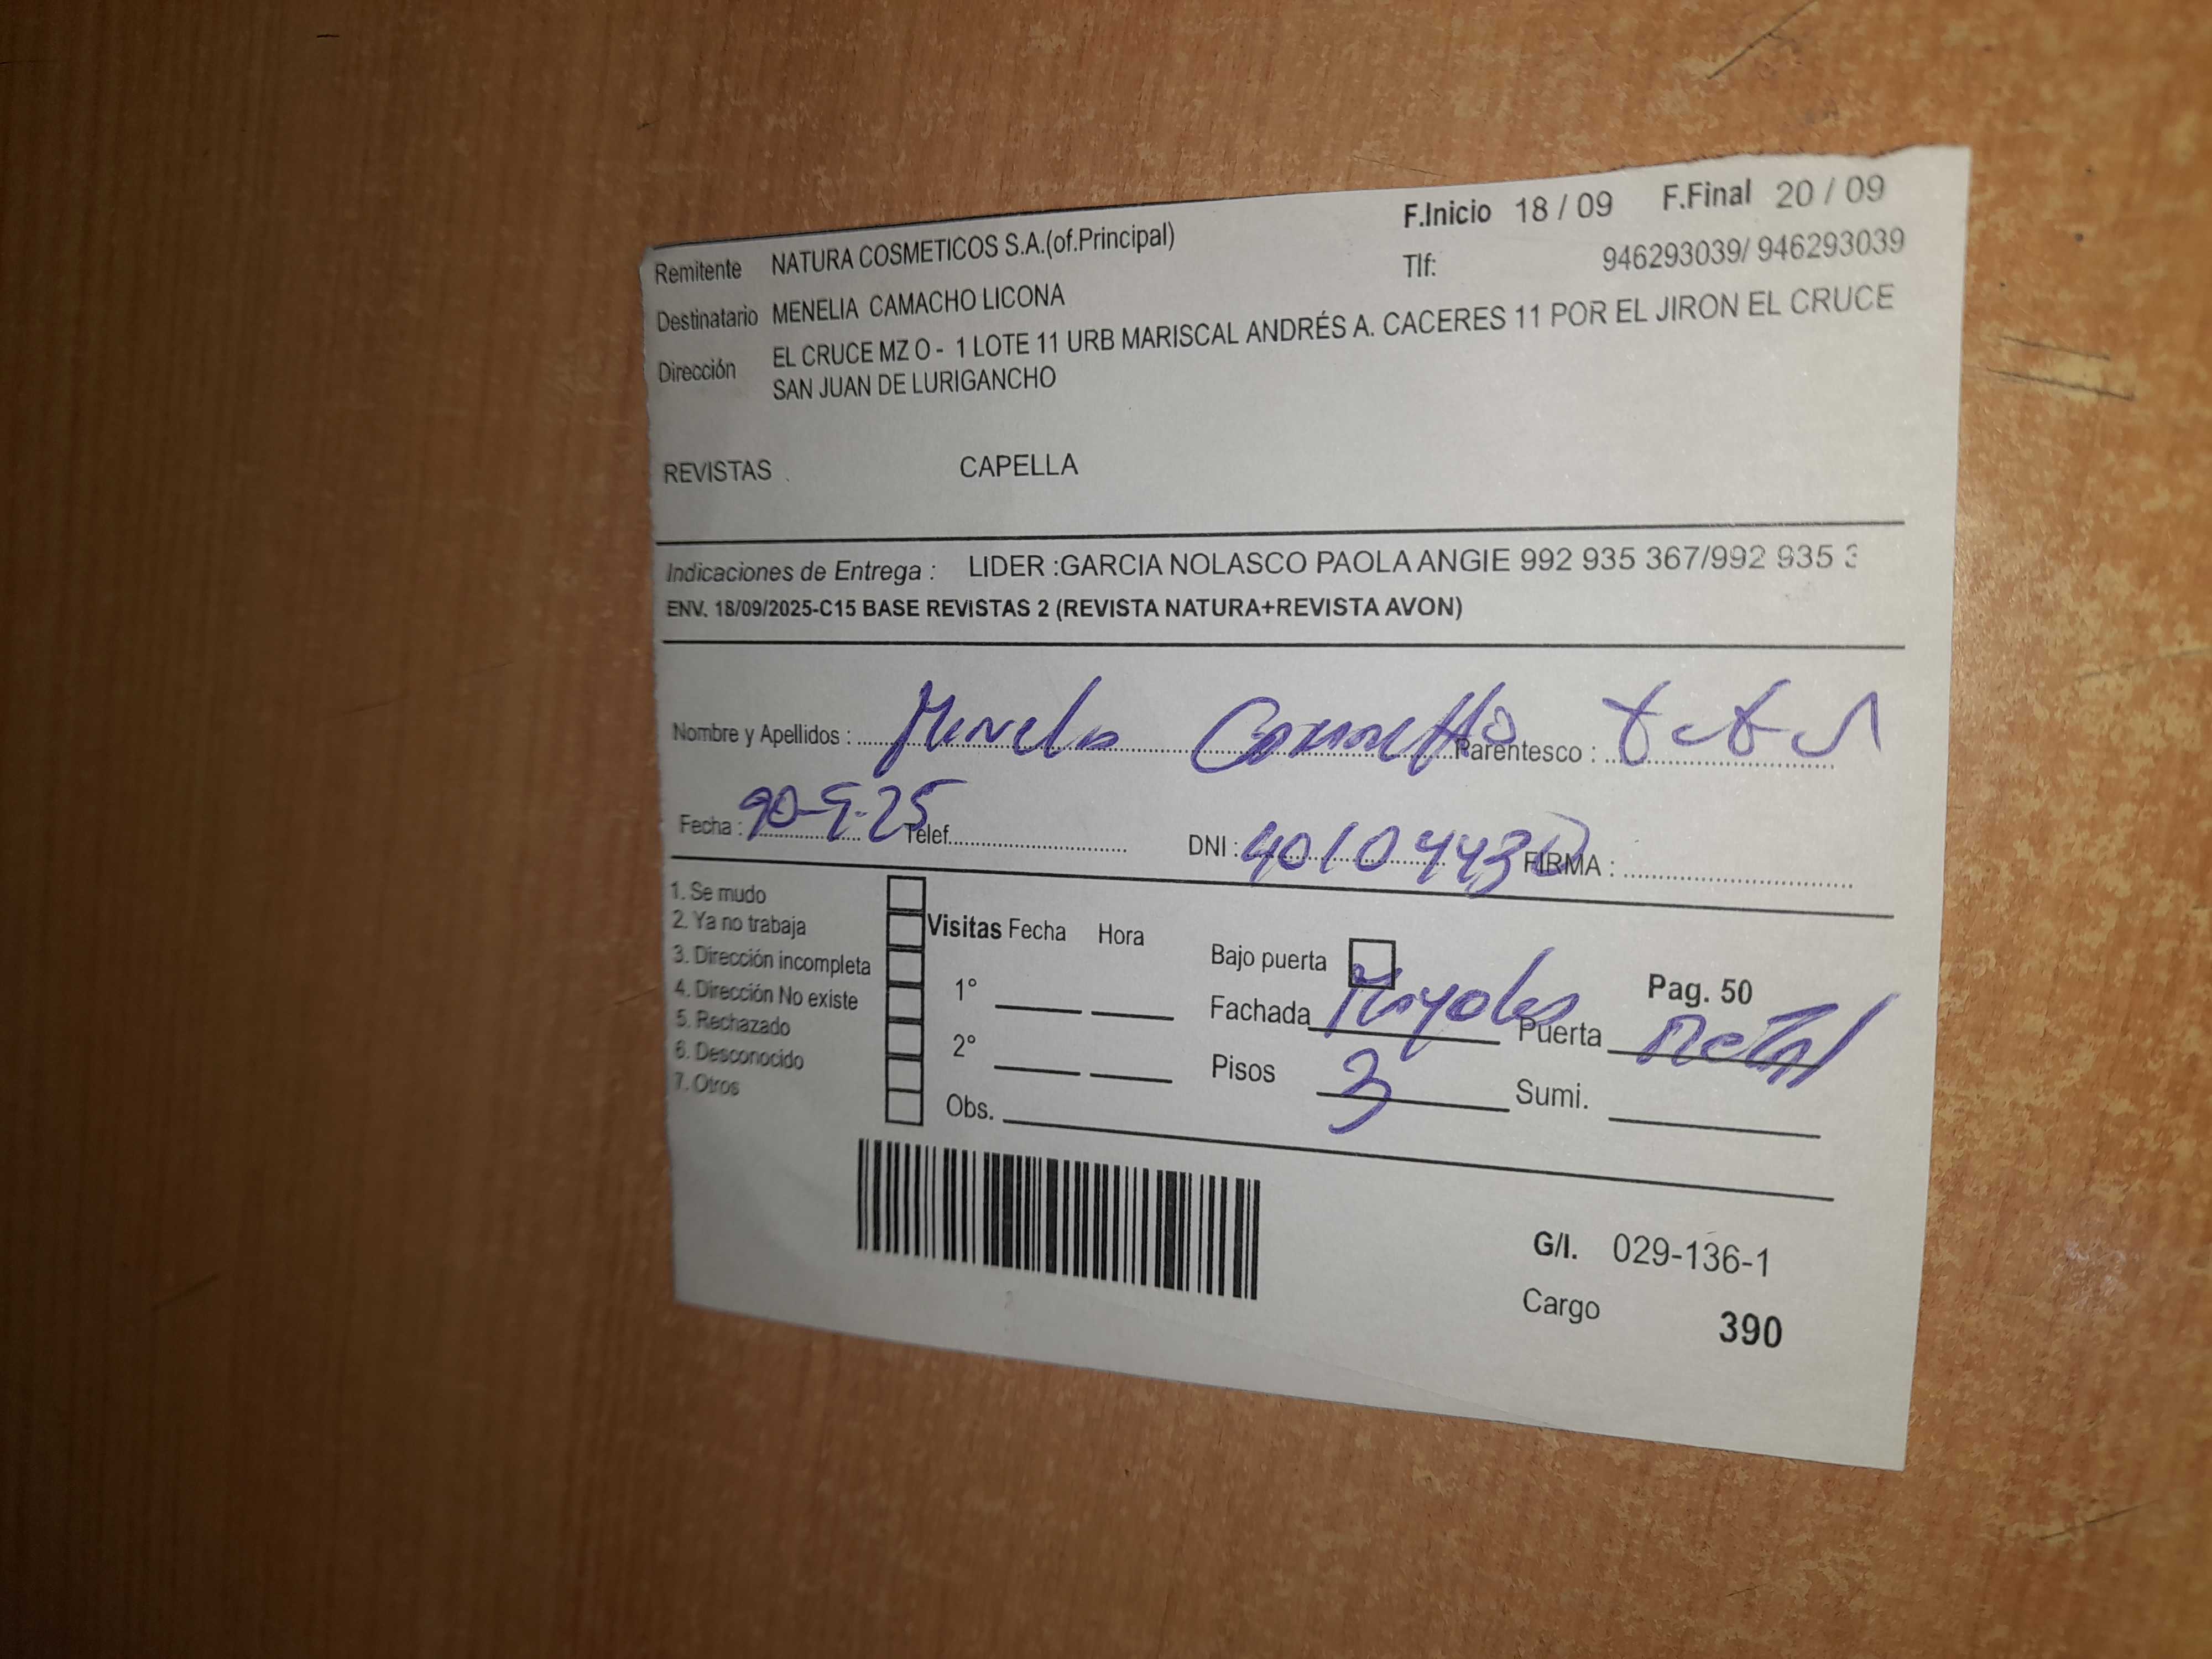 F.Inicio 18 / 09 F.Final 20 / 09
Remitente NATURA COSMETICOS S.A.(of.Principal) Tlf: 946293039/ 946293039
Destinatario MENELIA CAMACHO LICONA
Dirección EL CRUCE MZ O - 1 LOTE 11 URB MARISCAL ANDRÉS A. CACERES 11 POR EL JIRON EL CRUCE
SAN JUAN DE LURIGANCHO
REVISTAS CAPELLA
Indicaciones de Entrega : LIDER :GARCIA NOLASCO PAOLA ANGIE 992 935 367/992 935 3
ENV. 18/09/2025-C15 BASE REVISTAS 2 (REVISTA NATURA+REVISTA AVON)
Nombre y Apellidos : Parentesco :
Fecha : Telef. DNI : 40104430 FIRMA :
1. Se mudo
2. Ya no trabaja
3. Dirección incompleta
4. Dirección No existe
5. Rechazado
6. Desconocido
7. Otros
Visitas Fecha Hora
1°
2°
Obs.
Bajo puerta Pag. 50
Fachada Puerta Metal
Pisos 3 Sumi.
G/I. 029-136-1
Cargo 390